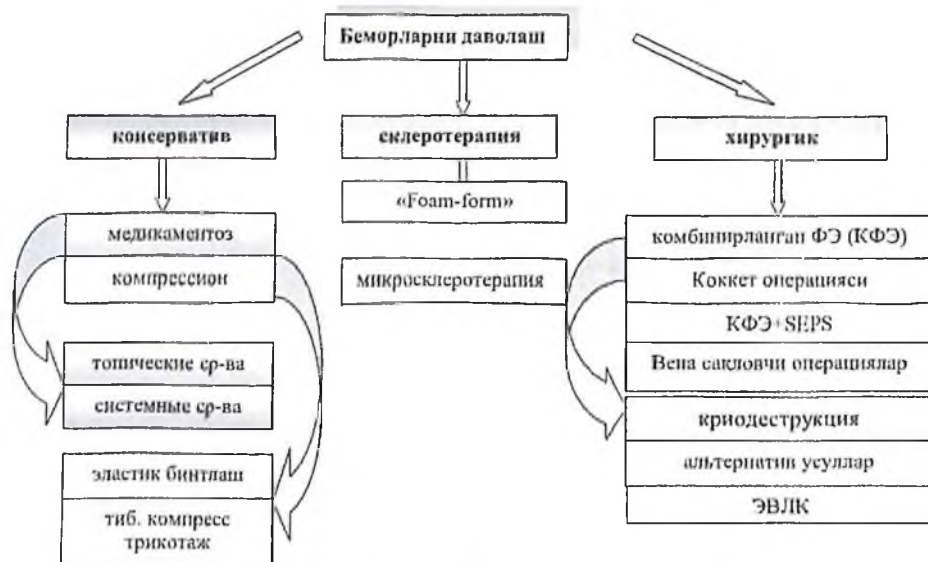 Беморларни даволаш
консерватив
склеротерапия
хирургик
«Foam-form»
медикаментоз
компрессион
микросклеротерапия
комбинирланган ФЭ (КФЭ)
Коккет операцияси
КФЭ+SEPS
Вена сакловчи операциялар
топические ср-ва
системные ср-ва
криодеструкция
альтернатив усуллар
ЭВЛК
эластик бинтлаш
тиб. компресс
трикотаж